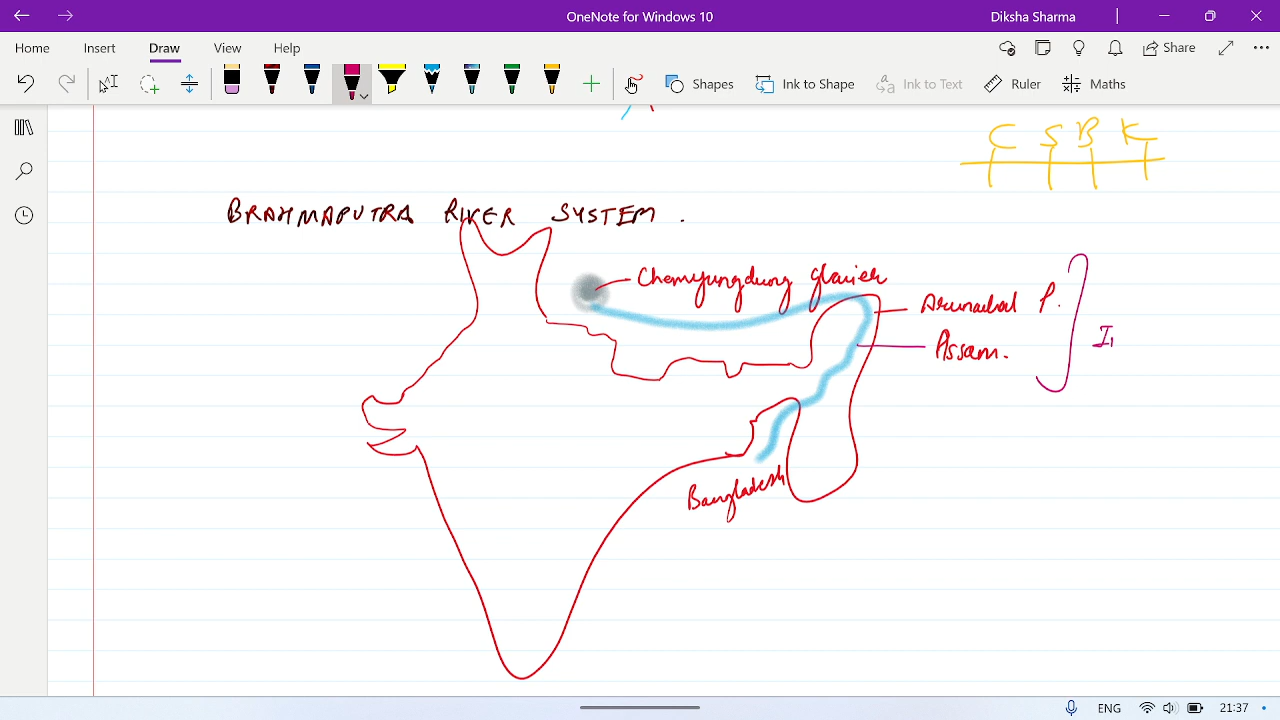 OneNote for Windows 10
Diksha Sharma
Home Insert Draw View Help
Share
Shapes Ink to Shape Ink to Text Ruler Maths
C S B K
BRAHMAPUTRA RIVER SYSTEM .
Chemyungdung glacier
Arunachal P.
Assam.
Bangladesh
ENG 21:37